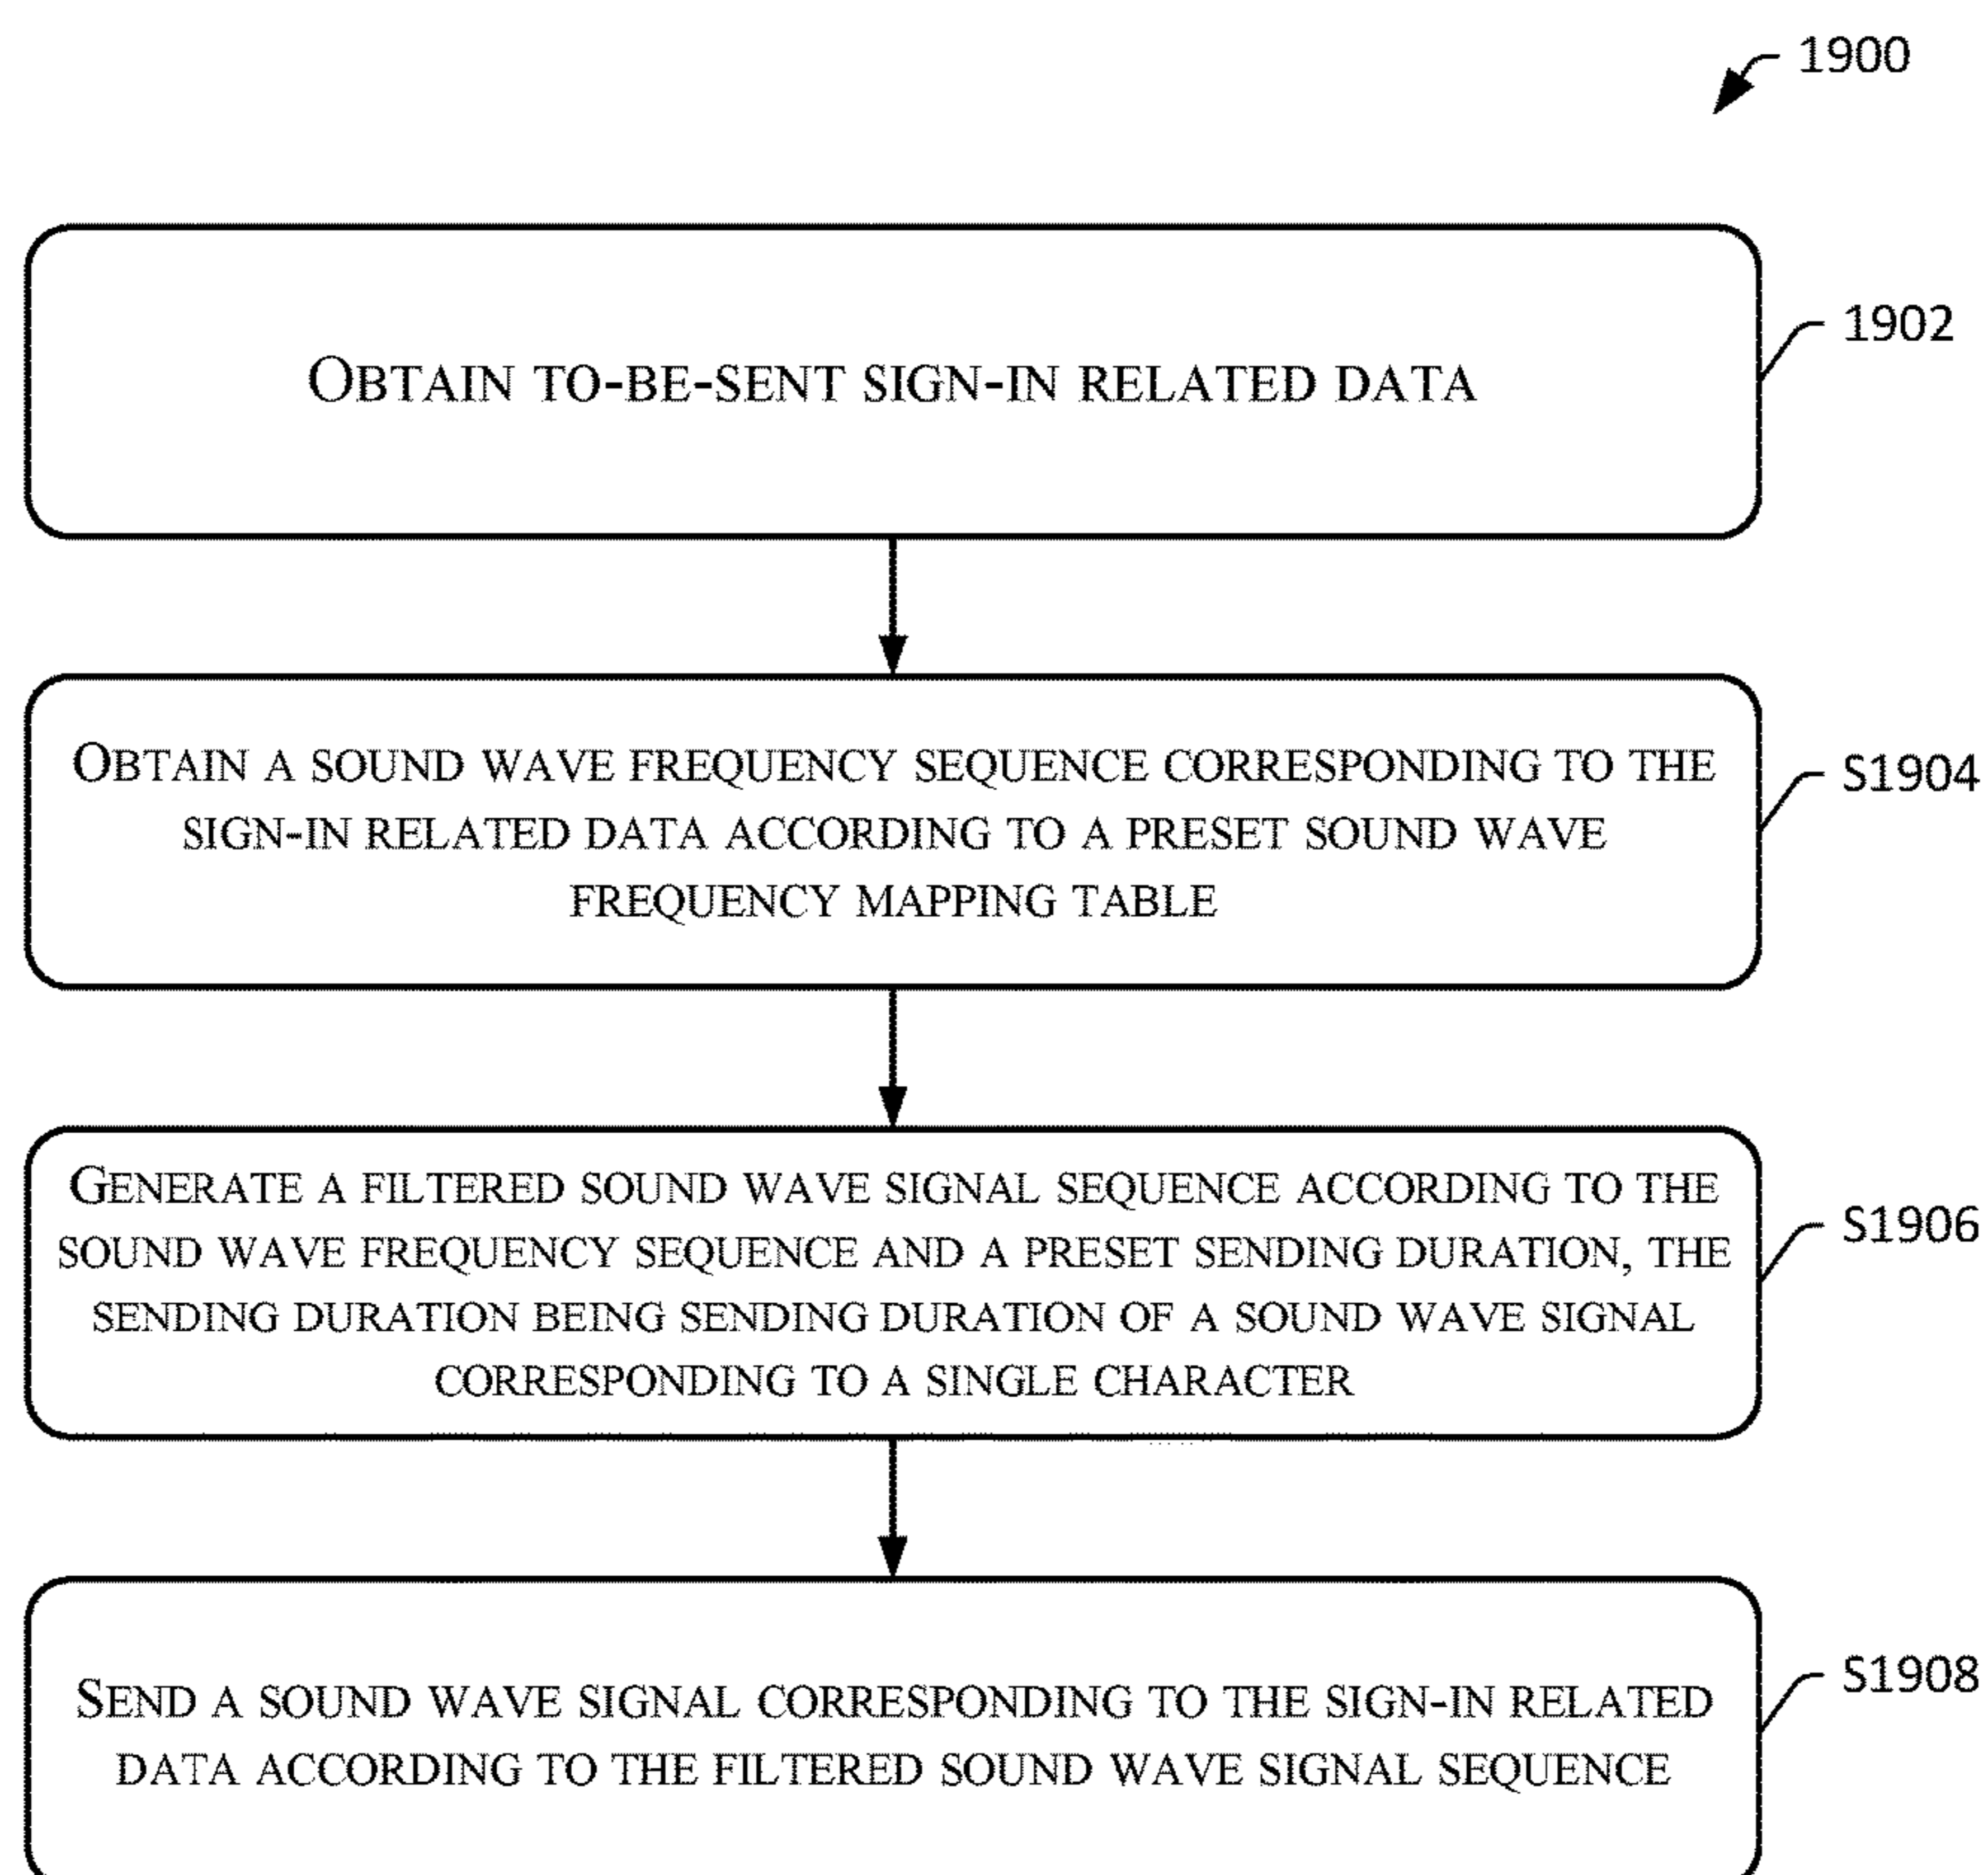 1900
OBTAIN TO-BE-SENT SIGN-IN RELATED DATA
1902
OBTAIN A SOUND WAVE FREQUENCY SEQUENCE CORRESPONDING TO THE
SIGN-IN RELATED DATA ACCORDING TO A PRESET SOUND WAVE
FREQUENCY MAPPING TABLE
S1904
GENERATE A FILTERED SOUND WAVE SIGNAL SEQUENCE ACCORDING TO THE
SOUND WAVE FREQUENCY SEQUENCE AND A PRESET SENDING DURATION, THE
SENDING DURATION BEING SENDING DURATION OF A SOUND WAVE SIGNAL
CORRESPONDING TO A SINGLE CHARACTER
S1906
SEND A SOUND WAVE SIGNAL CORRESPONDING TO THE SIGN-IN RELATED
DATA ACCORDING TO THE FILTERED SOUND WAVE SIGNAL SEQUENCE
S1908